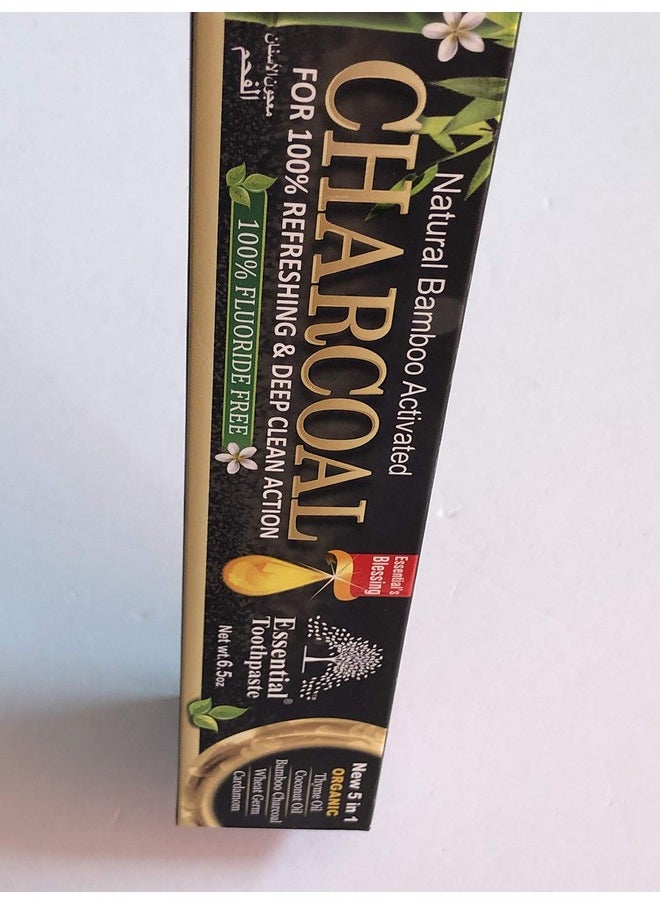 Natural Bamboo Activated
CHARCOAL
FOR 100% REFRESHING & DEEP CLEAN ACTION
معجون الأسنان
الفحم
100% FLUORIDE FREE
Essential's
Blessing
Essential®
Toothpaste
Net wt. 6.5oz
New 5 in 1
ORGANIC
Thyme Oil
Coconut Oil
Bamboo Charcoal
Wheat Germ
Cardamom